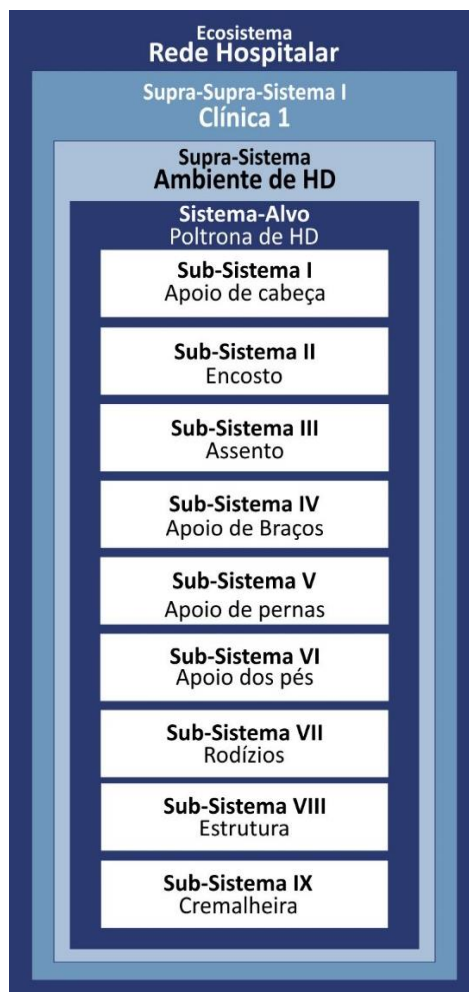 Ecosistema
Rede Hospitalar
Supra-Supra-Sistema I
Clínica 1
Supra-Sistema
Ambiente de HD
Sistema-Alvo
Poltrona de HD
Sub-Sistema I
Apoio de cabeça
Sub-Sistema II
Encosto
Sub-Sistema III
Assento
Sub-Sistema IV
Apoio de Braços
Sub-Sistema V
Apoio de pernas
Sub-Sistema VI
Apoio dos pés
Sub-Sistema VII
Rodízios
Sub-Sistema VIII
Estrutura
Sub-Sistema IX
Cremalheira